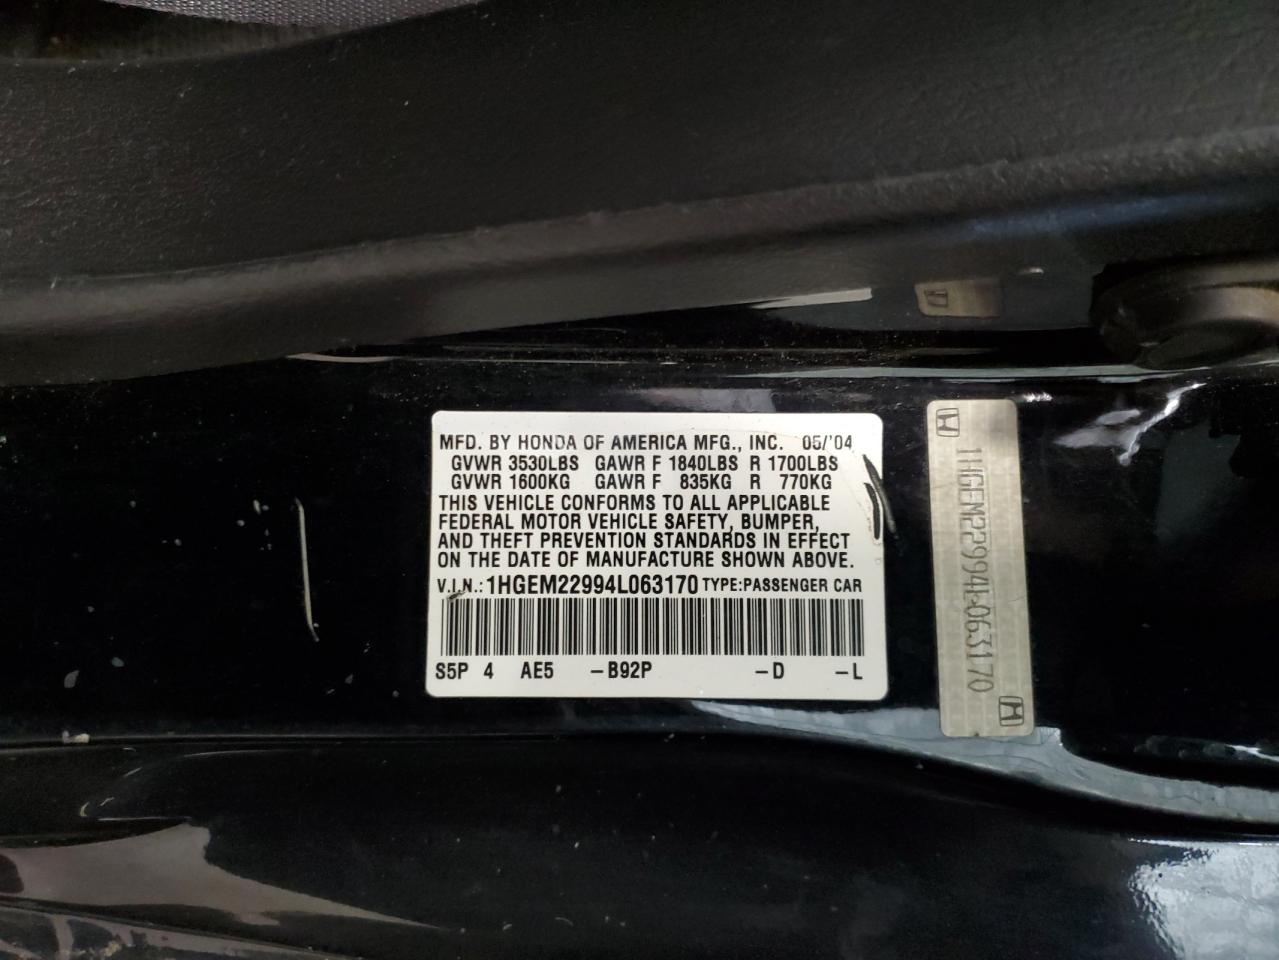 MFD. BY HONDA OF AMERICA MFG., INC. 05/'04
GVWR 3530LBS GAWR F 1840LBS R 1700LBS
GVWR 1600KG GAWR F 835KG R 770KG
THIS VEHICLE CONFORMS TO ALL APPLICABLE
FEDERAL MOTOR VEHICLE SAFETY, BUMPER,
AND THEFT PREVENTION STANDARDS IN EFFECT
ON THE DATE OF MANUFACTURE SHOWN ABOVE.
V.I.N.: 1HGEM22994L063170 TYPE:PASSENGER CAR
S5P 4 AE5 -B92P -D -L
1HGEM22994L063170